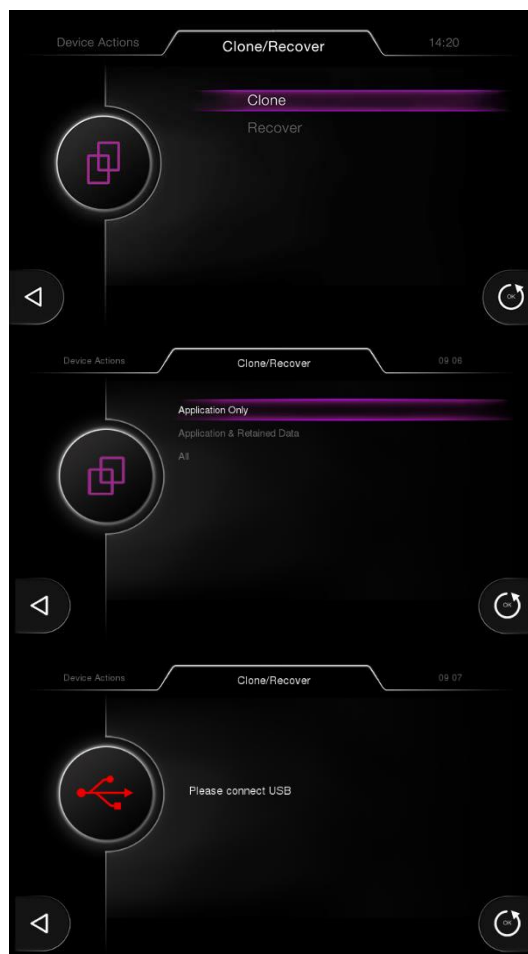 Device Actions Clone/Recover 14:20
Clone
Recover
OK
Device Actions Clone/Recover 09 06
Application Only
Application & Retained Data
All
OK
Device Actions Clone/Recover 09 07
Please connect USB
OK